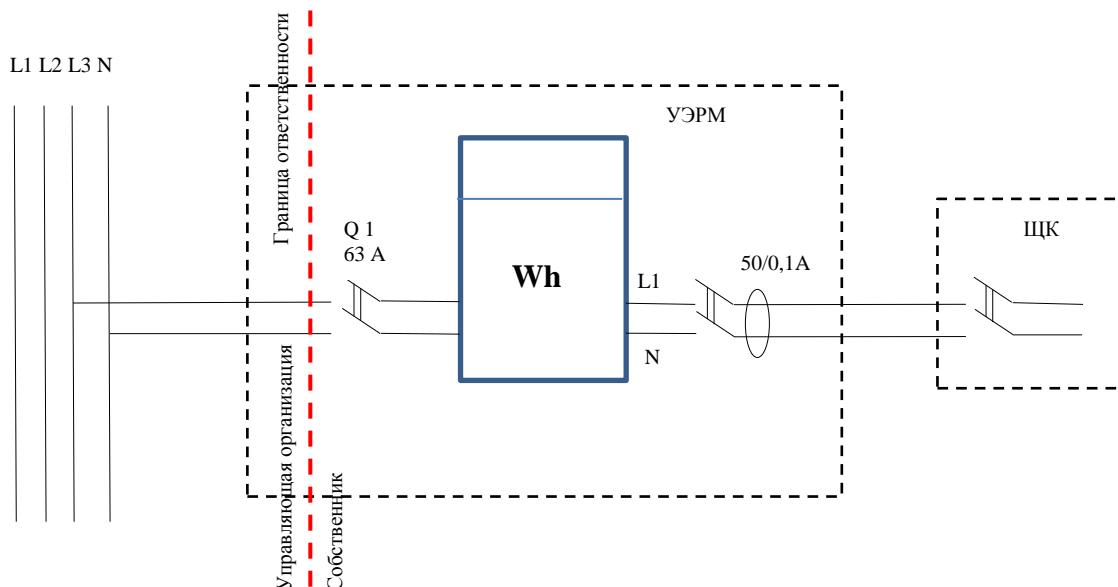 L1 L2 L3 N
Граница ответственности
УЭРМ
ЩК
Q 1
63 А
Wh
L1
50/0,1А
N
Управляющая организация
Собственник